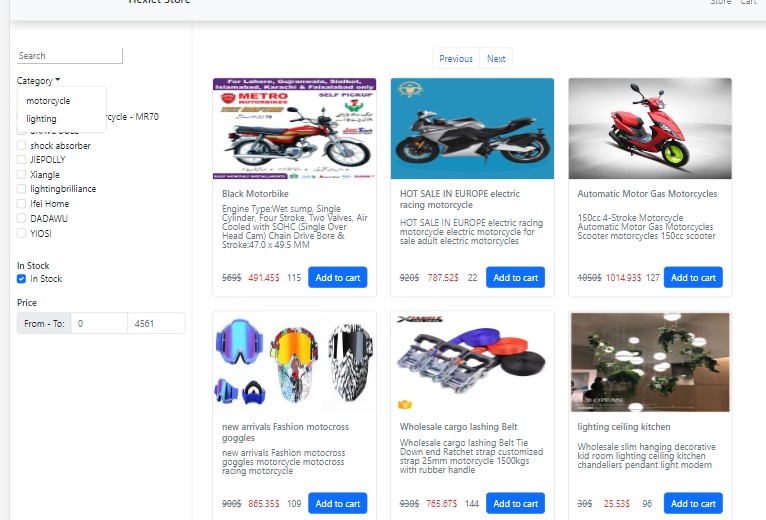 Hexlet Store
Store Cart
Search
Category
motorcycle
lighting
rcycle - MR70
shock absorber
JIEPOLLY
Xiangle
lightingbrilliance
Ifei Home
DADAWU
YIOSI
In Stock
In Stock
Price
From - To: 0 4561
Previous Next
For Lahore, Gujranwala, Sialkot,
Islamabad, Karachi & Faisalabad only
METRO
MOTORBIKES
SELF PICKUP
Black Motorbike
Engine Type:Wet sump, Single
Cylinder, Four Stroke, Two Valves, Air
Cooled with SOHC (Single Over
Head Cam) Chain Drive Bore &
Stroke:47.0 x 49.5 MM
569$ 491.45$ 115 Add to cart
HOT SALE IN EUROPE electric
racing motorcycle
HOT SALE IN EUROPE electric racing
motorcycle electric motorcycle for
sale adult electric motorcycles
920$ 787.52$ 22 Add to cart
Automatic Motor Gas Motorcycles
150cc 4-Stroke Motorcycle
Automatic Motor Gas Motorcycles
Scooter motorcycles 150cc scooter
1050$ 1014.93$ 127 Add to cart
new arrivals Fashion motocross
goggles
new arrivals Fashion motocross
goggles motorcycle motocross
racing motorcycle
900$ 865.35$ 109 Add to cart
Wholesale cargo lashing Belt
Wholesale cargo lashing Belt Tie
Down end Ratchet strap customized
strap 25mm motorcycle 1500kgs
with rubber handle
930$ 765.67$ 144 Add to cart
EUROPEAN
lighting ceiling kitchen
Wholesale slim hanging decorative
kid room lighting ceiling kitchen
chandeliers pendant light modern
30$ 25.53$ 96 Add to cart